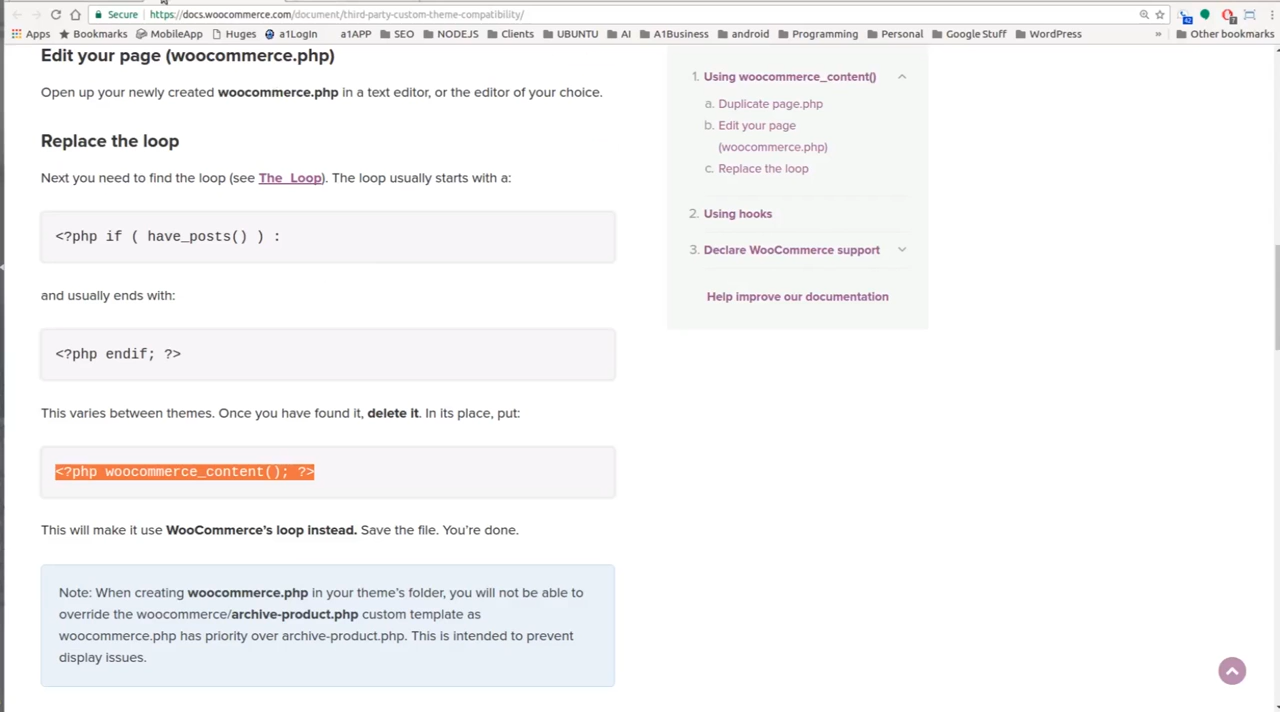 Secure https://docs.woocommerce.com/document/third-party-custom-theme-compatibility/
Apps Bookmarks MobileApp Huges a1LogIn a1APP SEO NODEJS Clients UBUNTU AI A1Business android Programming Personal Google Stuff WordPress » Other bookmarks
Edit your page (woocommerce.php)
Open up your newly created woocommerce.php in a text editor, or the editor of your choice.
Replace the loop
Next you need to find the loop (see The Loop). The loop usually starts with a:
<?php if ( have_posts() ) :
and usually ends with:
<?php endif; ?>
This varies between themes. Once you have found it, delete it. In its place, put:
<?php woocommerce_content(); ?>
This will make it use WooCommerce's loop instead. Save the file. You're done.
Note: When creating woocommerce.php in your theme's folder, you will not be able to
override the woocommerce/archive-product.php custom template as
woocommerce.php has priority over archive-product.php. This is intended to prevent
display issues.
1. Using woocommerce_content()
a. Duplicate page.php
b. Edit your page
(woocommerce.php)
c. Replace the loop
2. Using hooks
3. Declare WooCommerce support
Help improve our documentation